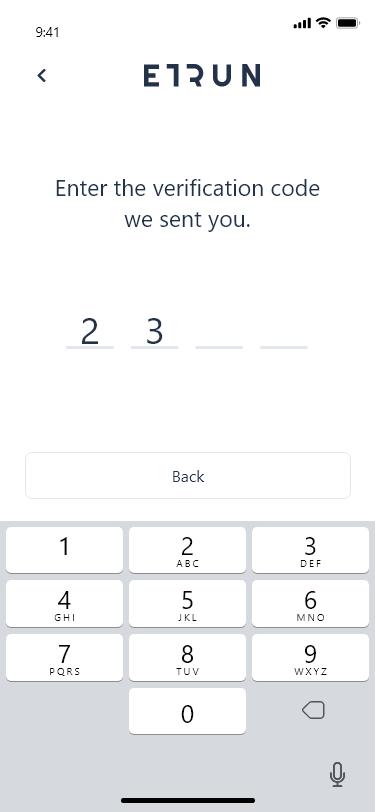 9:41
ETRUN
Enter the verification code
we sent you.
2 3
Back
1 2 3
ABC DEF
4 5 6
GHI JKL MNO
7 8 9
PQRS TUV WXYZ
0